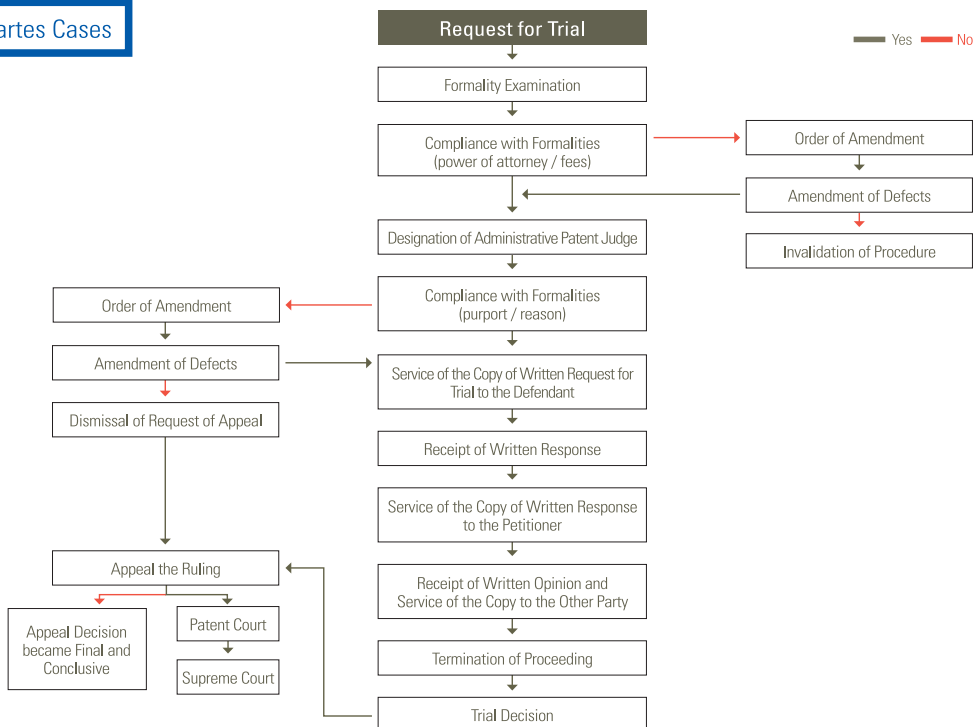 artes Cases
Request for Trial
Yes
No
Formality Examination
Compliance with Formalities
(power of attorney / fees)
Order of Amendment
Amendment of Defects
Invalidation of Procedure
Designation of Administrative Patent Judge
Compliance with Formalities
(purport / reason)
Order of Amendment
Amendment of Defects
Dismissal of Request of Appeal
Service of the Copy of Written Request for
Trial to the Defendant
Receipt of Written Response
Service of the Copy of Written Response
to the Petitioner
Appeal the Ruling
Receipt of Written Opinion and
Service of the Copy to the Other Party
Appeal Decision
became Final and
Conclusive
Patent Court
Supreme Court
Termination of Proceeding
Trial Decision